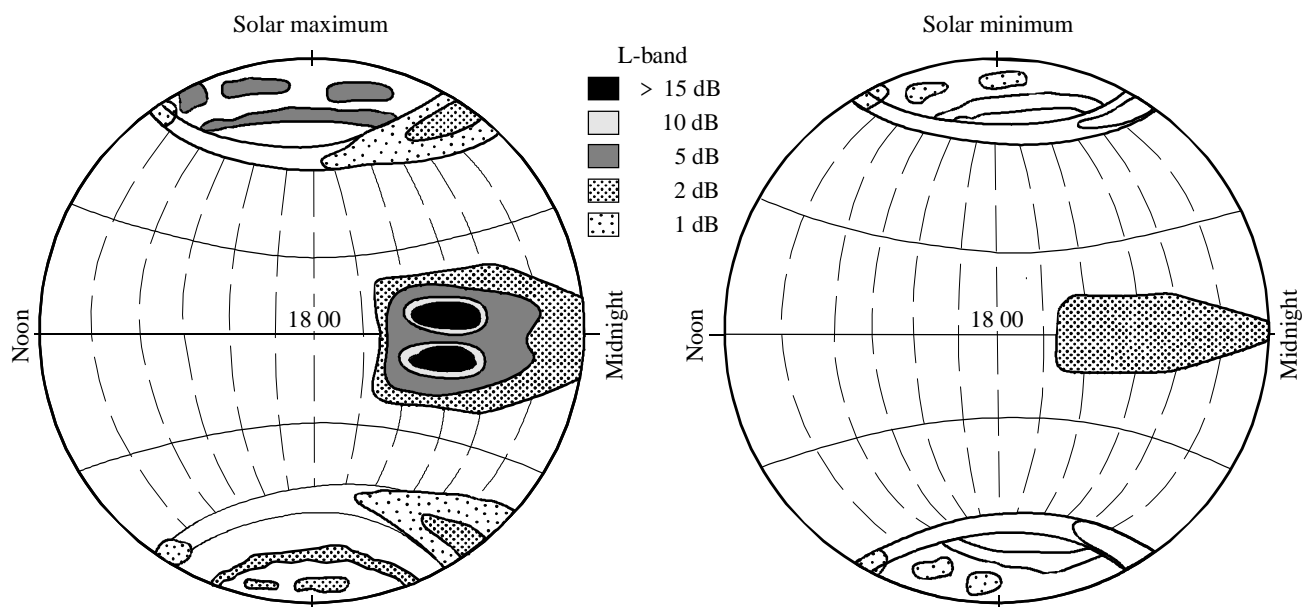 Solar maximum
Solar minimum
L-band
> 15 dB
10 dB
5 dB
2 dB
1 dB
Noon
18 00
Midnight
Noon
18 00
Midnight